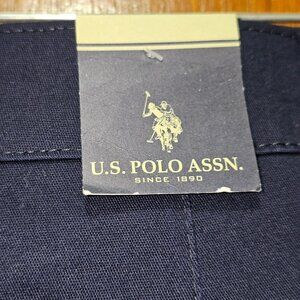 U.S. POLO ASSN.
SINCE 1890